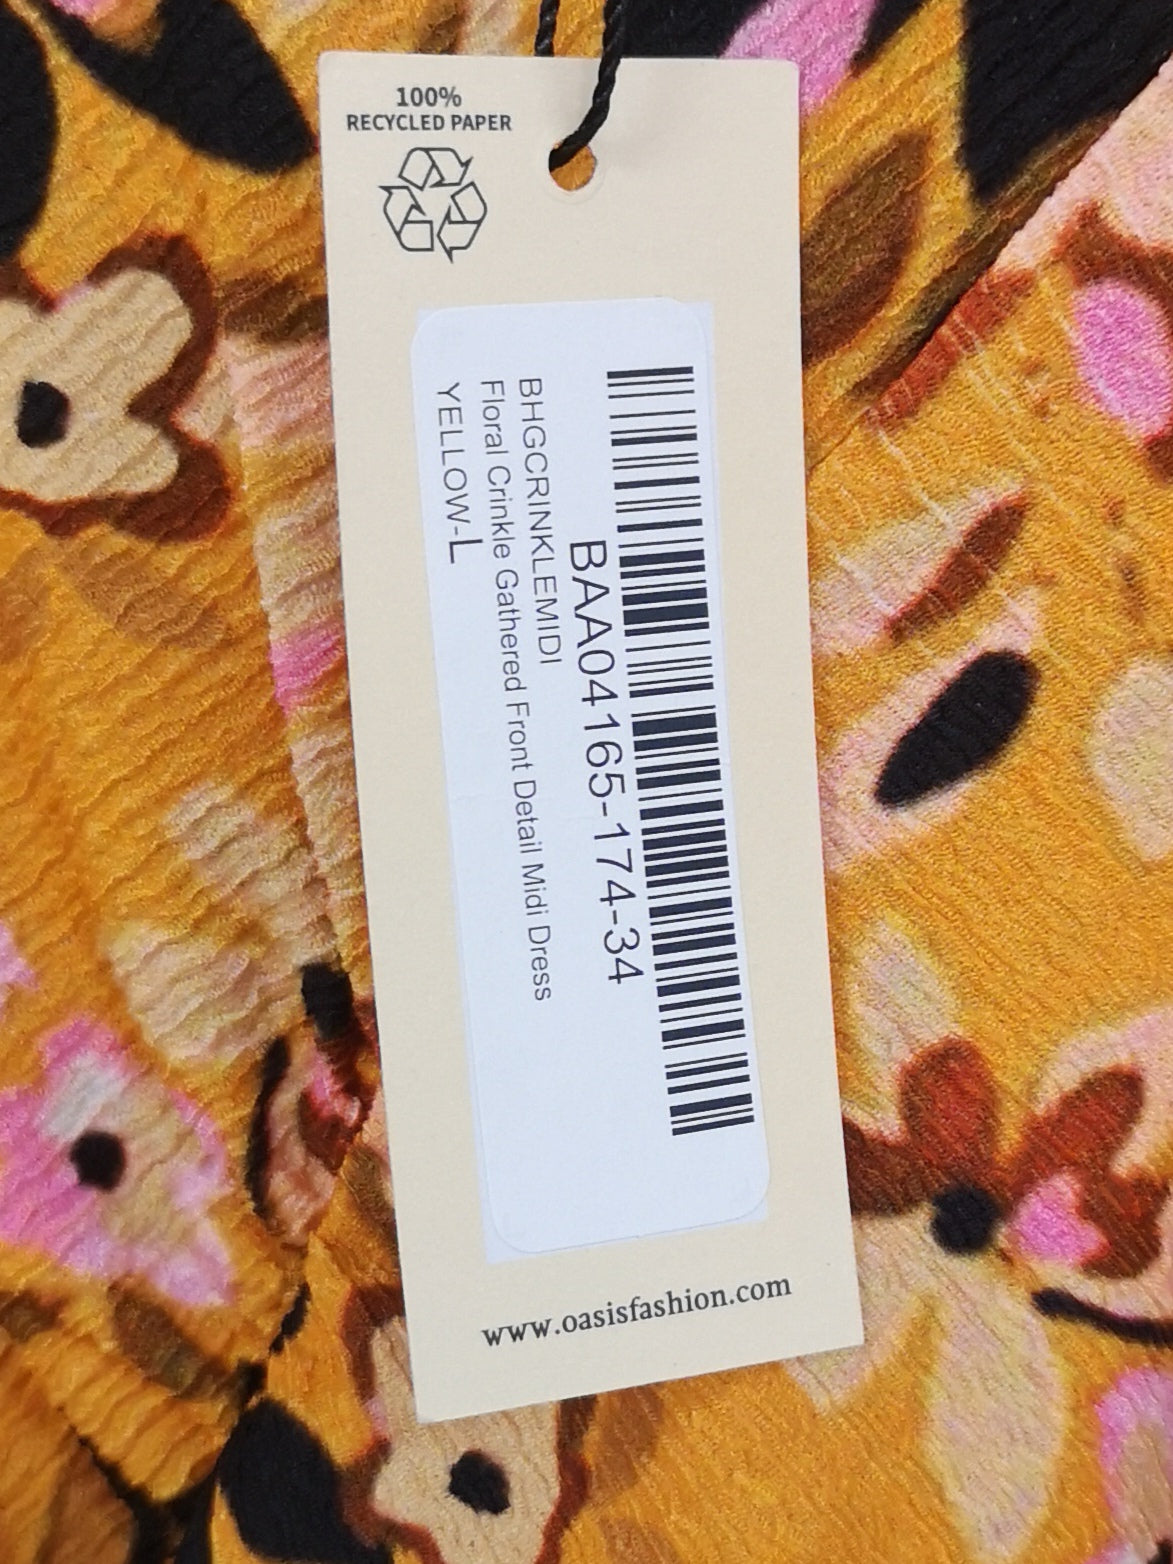 100%
RECYCLED PAPER
BAA04165-174-34
BHGCRINKLEMIDI
Floral Crinkle Gathered Front Detail Midi Dress
YELLOW-L
www.oasisfashion.com